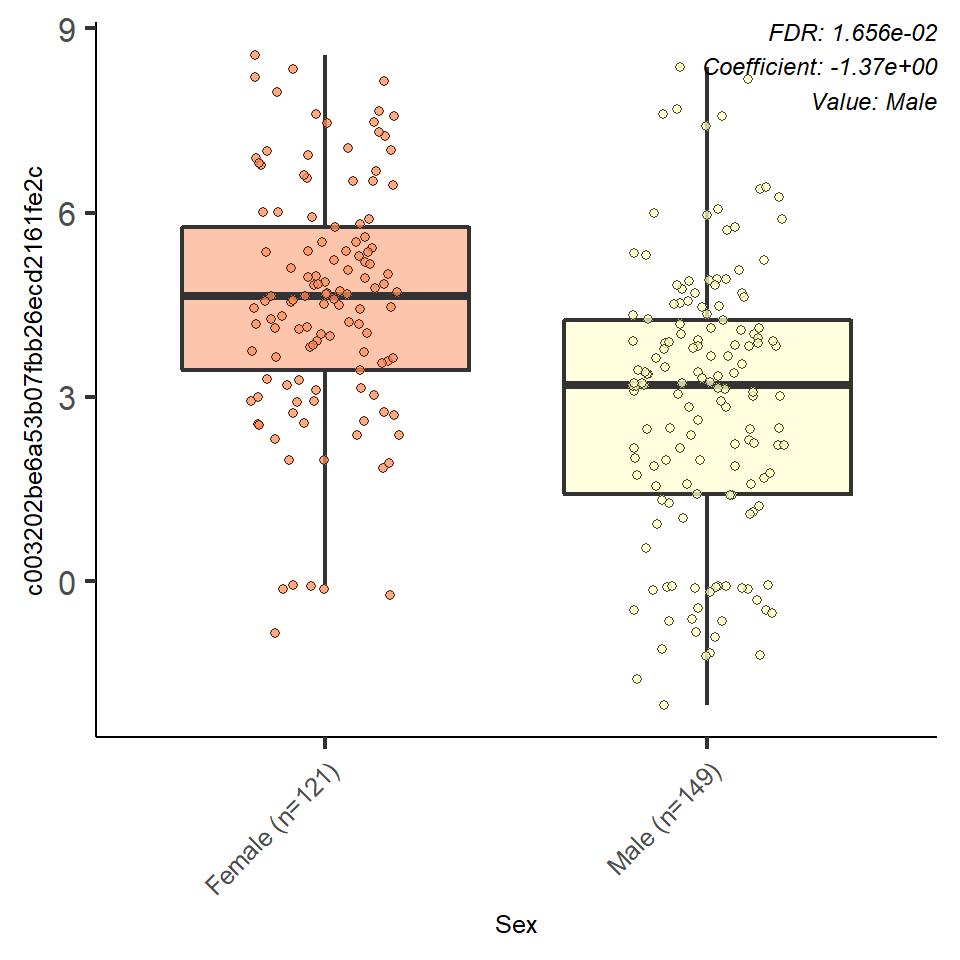 FDR: 1.656e-02
Coefficient: -1.37e+00
Value: Male
9
6
3
0
c003202be6a53b07fbb26ecd2161fe2c
Female (n=121)
Male (n=149)
Sex